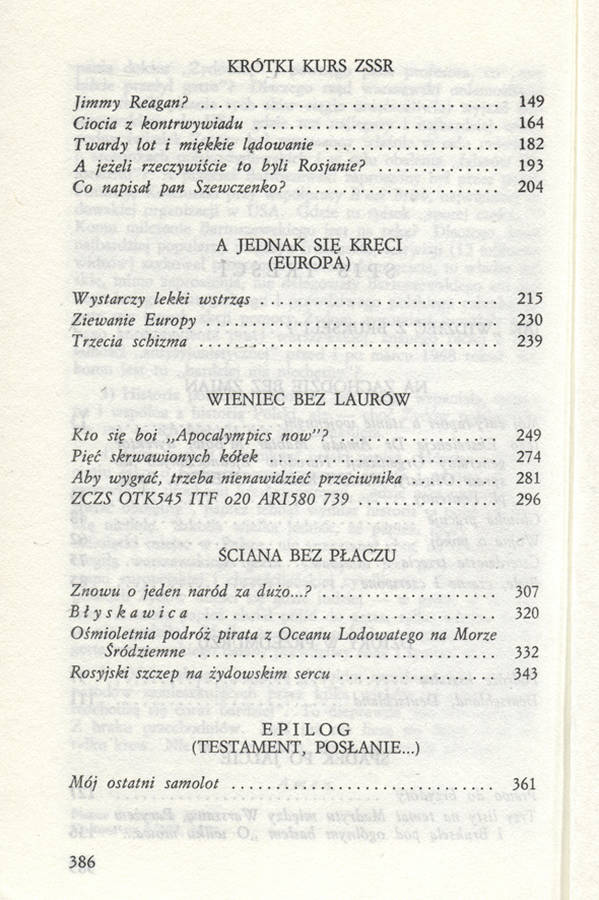 KRÓTKI KURS ZSSR
Jimmy Reagan? . . . . . . . . . . . . . . . . . . . . . . . . . . . . . . 149
Ciocia z kontrwywiadu . . . . . . . . . . . . . . . . . . . . . . . 164
Twardy lot i miękkie lądowanie . . . . . . . . . . . . . . . . . 182
A jeżeli rzeczywiście to byli Rosjanie? . . . . . . . . . . . . 193
Co napisał pan Szewczenko? . . . . . . . . . . . . . . . . . . . 204
A JEDNAK SIĘ KRĘCI
(EUROPA)
Wystarczy lekki wstrząs . . . . . . . . . . . . . . . . . . . . . . 215
Ziewanie Europy . . . . . . . . . . . . . . . . . . . . . . . . . . . 230
Trzecia schizma . . . . . . . . . . . . . . . . . . . . . . . . . . . . 239
WIENIEC BEZ LAURÓW
Kto się boi „Apocalympics now”? . . . . . . . . . . . . . . . 249
Pięć skrwawionych kółek . . . . . . . . . . . . . . . . . . . . . 274
Aby wygrać, trzeba nienawidzieć przeciwnika . . . . . . . 281
ZCZS OTK545 ITF o20 ARI580 739 . . . . . . . . . . . . . . 296
ŚCIANA BEZ PŁACZU
Znowu o jeden naród za dużo...? . . . . . . . . . . . . . . . 307
Błyskawica . . . . . . . . . . . . . . . . . . . . . . . . . . . . 320
Ośmioletnia podróż pirata z Oceanu Lodowatego na Morze
Śródziemne . . . . . . . . . . . . . . . . . . . . . . . . . . . . 332
Rosyjski szczep na żydowskim sercu . . . . . . . . . . . . . . 343
EPILOG
(TESTAMENT, POSŁANIE...)
Mój ostatni samolot . . . . . . . . . . . . . . . . . . . . . . . . . 361
386